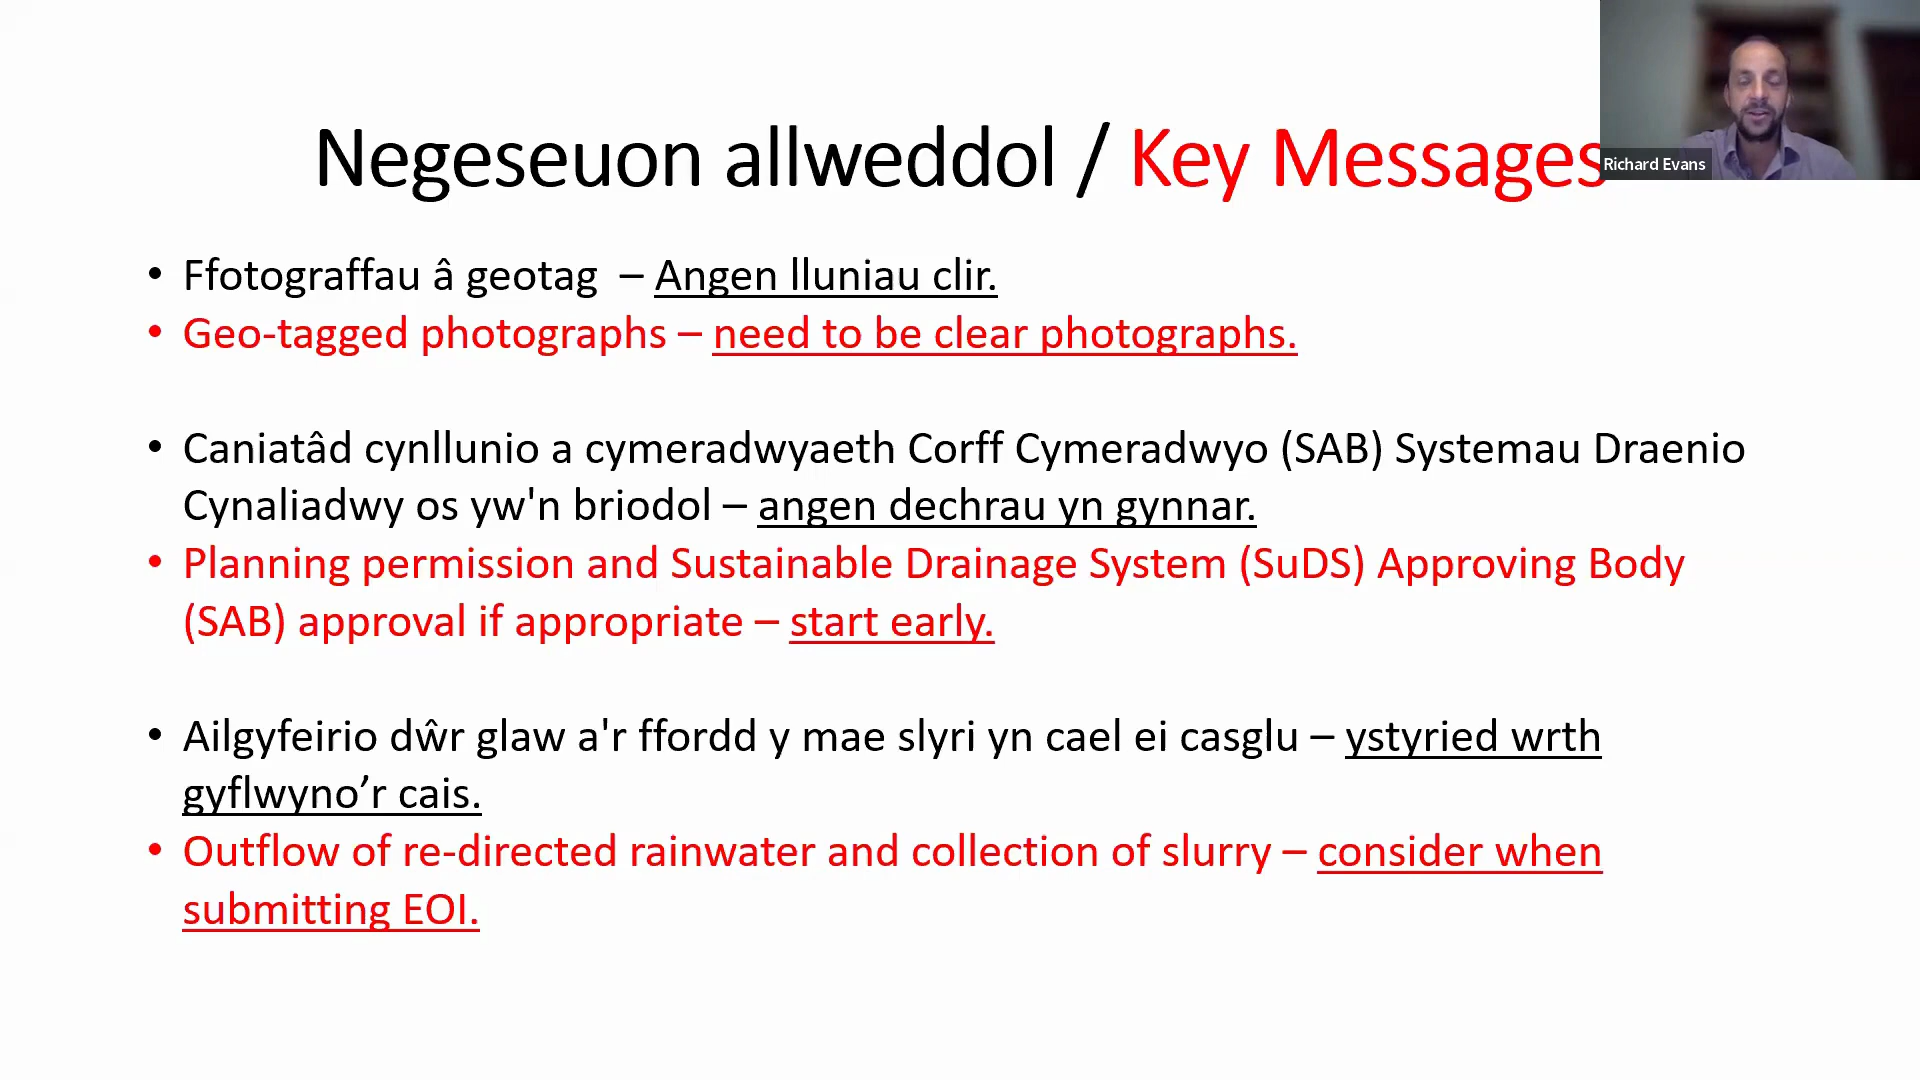 Negeseuon allweddol / Key Messages
Richard Evans
• Ffotograffau â geotag – Angen lluniau clir.
• Geo-tagged photographs – need to be clear photographs.
• Caniatâd cynllunio a cymeradwyaeth Corff Cymeradwyo (SAB) Systemau Draenio
Cynaliadwy os yw'n briodol – angen dechrau yn gynnar.
• Planning permission and Sustainable Drainage System (SuDS) Approving Body
(SAB) approval if appropriate – start early.
• Ailgyfeirio dŵr glaw a'r ffordd y mae slyri yn cael ei casglu – ystyried wrth
gyflwyno’r cais.
• Outflow of re-directed rainwater and collection of slurry – consider when
submitting EOI.